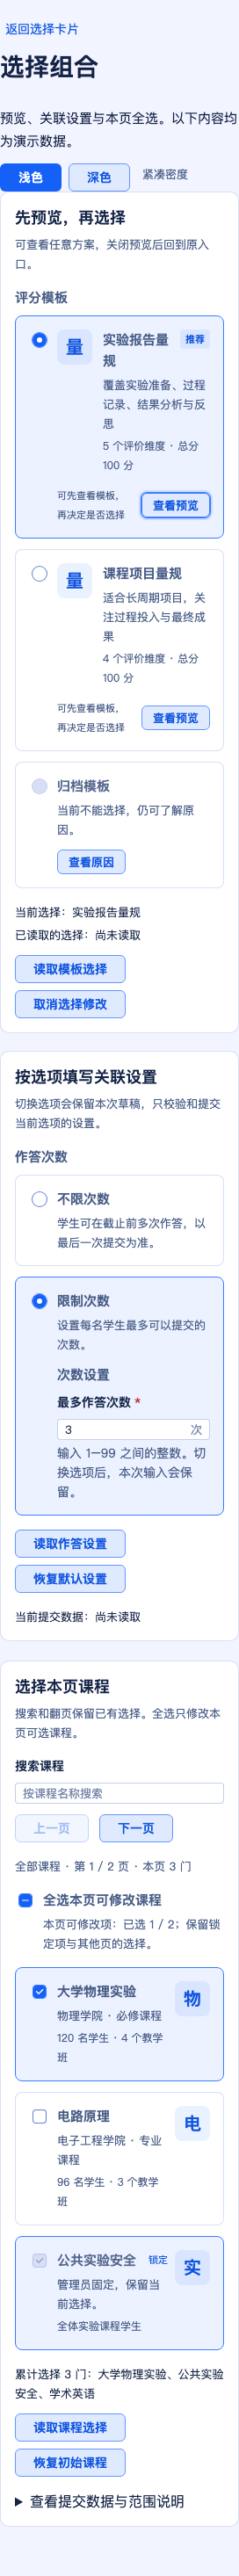 返回选择卡片
选择组合
预览、关联设置与本页全选。以下内容均
为演示数据。
浅色
深色
紧凑密度
先预览，再选择
可查看任意方案，关闭预览后回到原入
口。
评分模板
量
实验报告量
规
推荐
覆盖实验准备、过程
记录、结果分析与反
思
5 个评价维度 · 总分
100 分
可先查看模板，
再决定是否选择
查看预览
量
课程项目量规
适合长周期项目，关
注过程投入与最终成
果
4 个评价维度 · 总分
100 分
可先查看模板，
再决定是否选择
查看预览
归档模板
当前不能选择，仍可了解原
因。
查看原因
当前选择：实验报告量规
已读取的选择：尚未读取
读取模板选择
取消选择修改
按选项填写关联设置
切换选项会保留本次草稿，只校验和提交
当前选项的设置。
作答次数
不限次数
学生可在截止前多次作答，以
最后一次提交为准。
限制次数
设置每名学生最多可以提交的
次数。
次数设置
最多作答次数 *
3
次
输入 1–99 之间的整数。切
换选项后，本次输入会保
留。
读取作答设置
恢复默认设置
当前提交数据：尚未读取
选择本页课程
搜索和翻页保留已有选择。全选只修改本
页可选课程。
搜索课程
按课程名称搜索
上一页
下一页
全部课程 · 第 1 / 2 页 · 本页 3 门
全选本页可修改课程
本页可修改项：已选 1 / 2；保留锁
定项与其他页的选择。
大学物理实验
物
物理学院 · 必修课程
120 名学生 · 4 个教学
班
电路原理
电
电子工程学院 · 专业
课程
96 名学生 · 3 个教学
班
公共实验安全
锁定
实
管理员固定，保留当
前选择。
全体实验课程学生
累计选择 3 门：大学物理实验、公共实验
安全、学术英语
读取课程选择
恢复初始课程
查看提交数据与范围说明